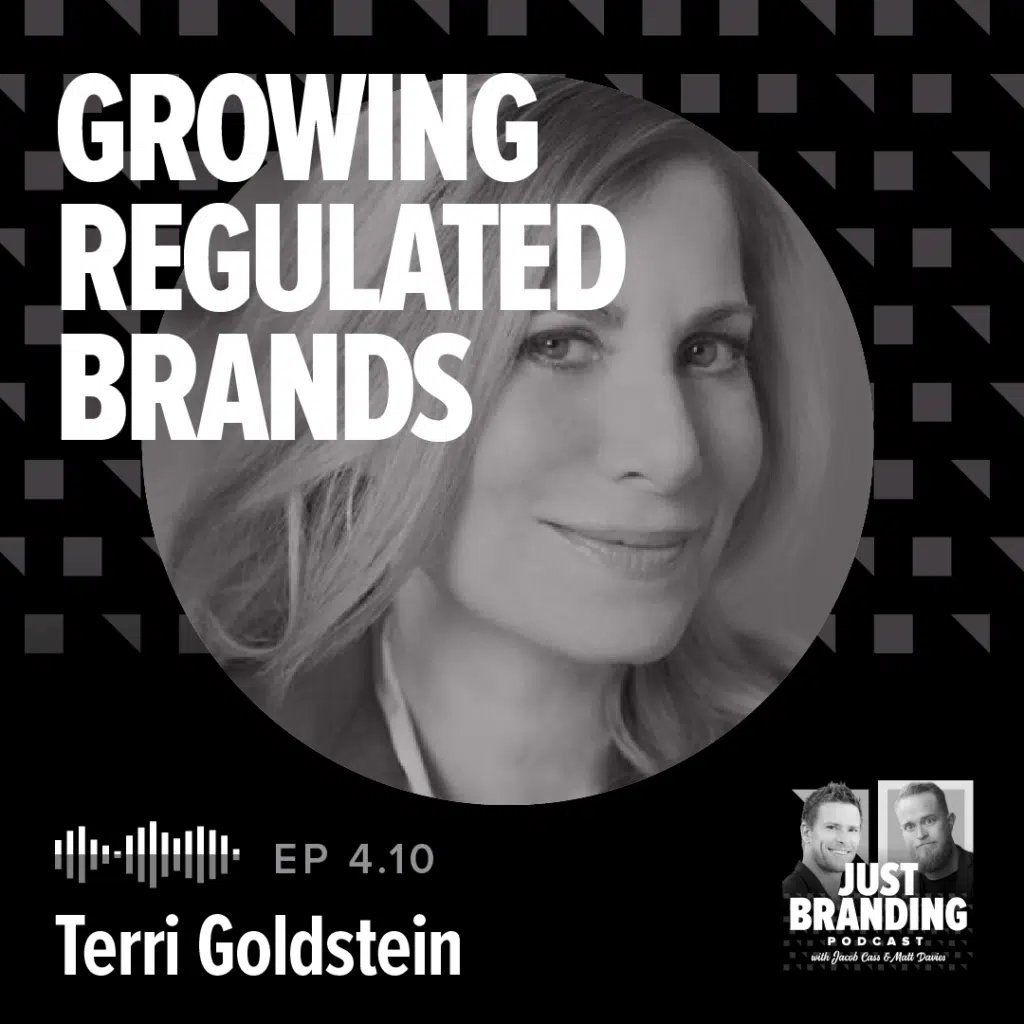 GROWING
REGULATED
BRANDS
EP 4.10
Terri Goldstein
JUST
BRANDING
PODCAST
with Jacob Cass & Matt Davies